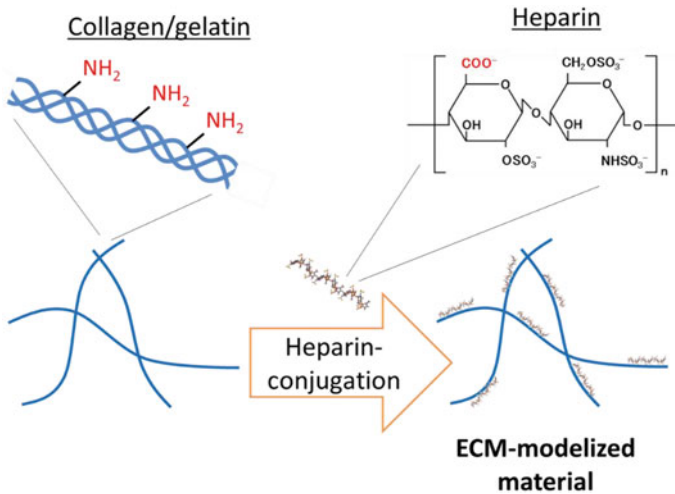 Collagen/gelatin
NH₂
NH₂
NH₂
Heparin
COO⁻
CH₂OSO₃⁻
O
O
OH
O
OH
O
OSO₃⁻
NHSO₃⁻
n
Heparin-
conjugation
ECM-modelized
material